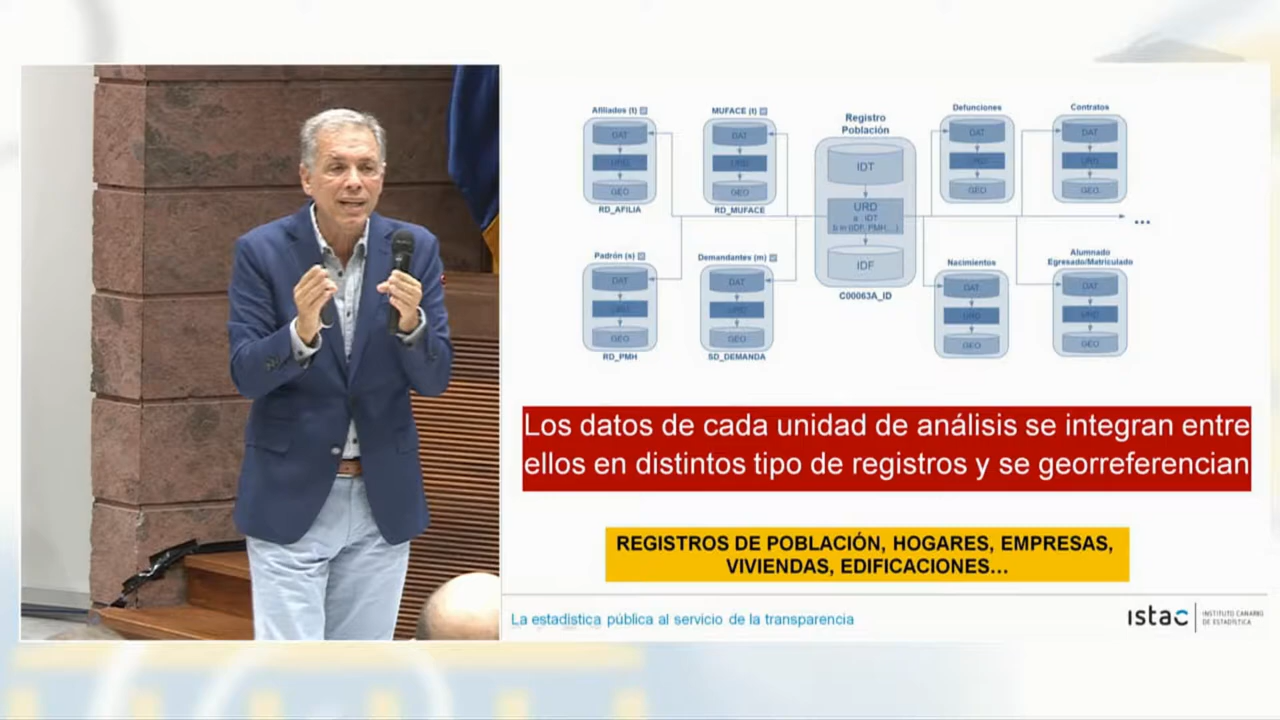 Afiliados (t)
MUFACE (t)
Registro
Población
Defunciones
Contratos
DAT
DAT
IDT
DAT
DAT
URD
URD
GEO
GEO
URD
a IDT
GEO
GEO
RD_AFILIA
RD_MUFACE
...
Padrón (s)
Demandantes (m)
IDF
Nacimientos
Alumnado
Egresado/Matriculado
DAT
DAT
C00063A_ID
DAT
DAT
URD
URD
URD
URD
GEO
GEO
GEO
GEO
RD_PMH
SD_DEMANDA
Los datos de cada unidad de análisis se integran entre
ellos en distintos tipo de registros y se georreferencian
REGISTROS DE POBLACIÓN, HOGARES, EMPRESAS,
VIVIENDAS, EDIFICACIONES...
La estadística pública al servicio de la transparencia
istac
INSTITUTO CANARIO
DE ESTADÍSTICA